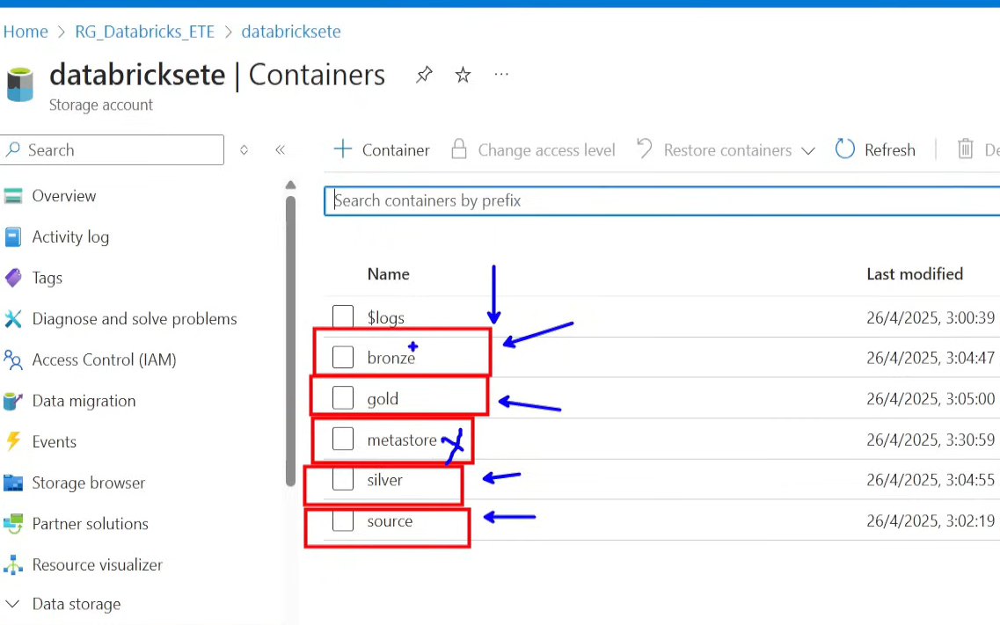 Home > RG_Databricks_ETE > databricksete
databricksete | Containers
Storage account
Search
Container Change access level Restore containers Refresh
Search containers by prefix
Overview
Activity log
Tags
Diagnose and solve problems
Access Control (IAM)
Data migration
Events
Storage browser
Partner solutions
Resource visualizer
Data storage
Name Last modified
$logs 26/4/2025, 3:00:39
bronze 26/4/2025, 3:04:47
gold 26/4/2025, 3:05:00
metastore 26/4/2025, 3:30:59
silver 26/4/2025, 3:04:55
source 26/4/2025, 3:02:19